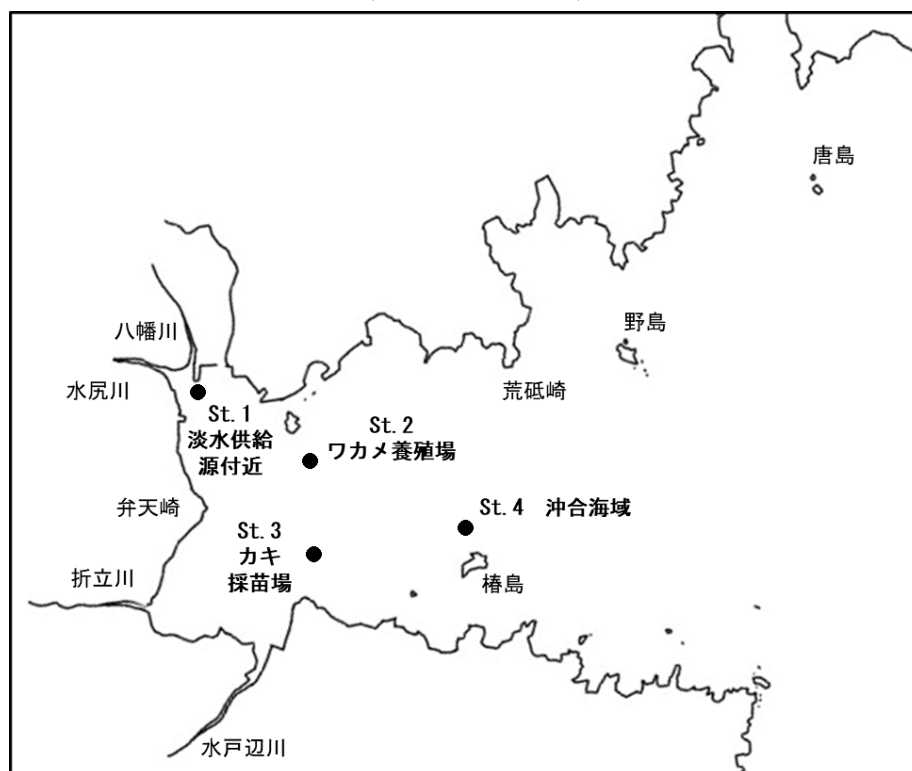 唐島
野島
八幡川
水尻川
荒砥崎
St.1
淡水供給
源付近
St.2
ワカメ養殖場
弁天崎
St.3
カキ
採苗場
St.4 沖合海域
椿島
折立川
水戸辺川